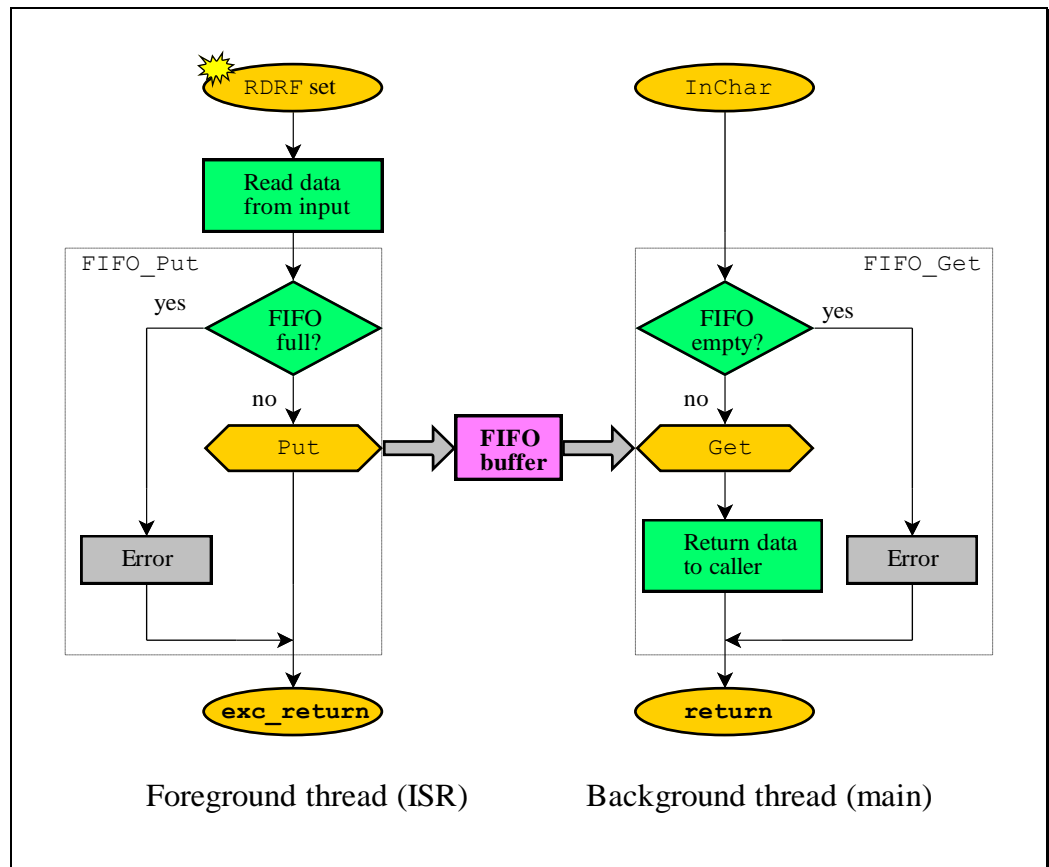 RDRF set
Read data
from input
FIFO_Put
yes
FIFO
full?
no
Put
Error
exc_return
FIFO
buffer
InChar
FIFO_Get
FIFO
empty?
yes
no
Get
Return data
to caller
Error
return
Foreground thread (ISR)
Background thread (main)